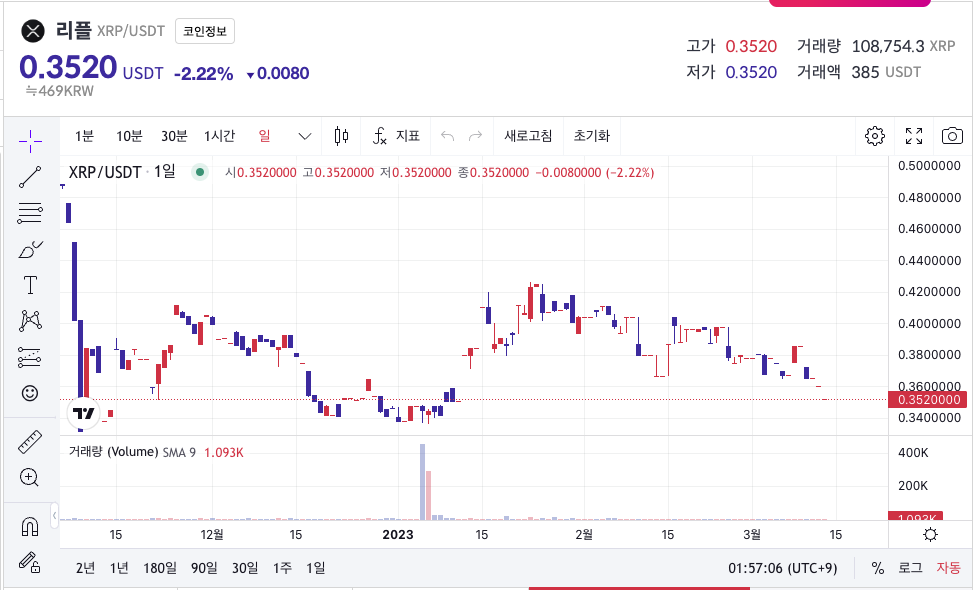 리플 XRP/USDT 코인정보
0.3520 USDT -2.22% ▼0.0080
≒469KRW
고가 0.3520 거래량 108,754.3 XRP
저가 0.3520 거래액 385 USDT
1분 10분 30분 1시간 일 지표 새로고침 초기화
XRP/USDT · 1일 시0.3520000 고0.3520000 저0.3520000 종0.3520000 −0.0080000 (−2.22%)
0.5000000
0.4800000
0.4600000
0.4400000
0.4200000
0.4000000
0.3800000
0.3600000
0.3520000
0.3400000
거래량 (Volume) SMA 9 1.093K
400K
200K
1.093K
15 12월 15 2023 15 2월 15 3월 15
2년 1년 180일 90일 30일 1주 1일 01:57:06 (UTC+9) % 로그 자동